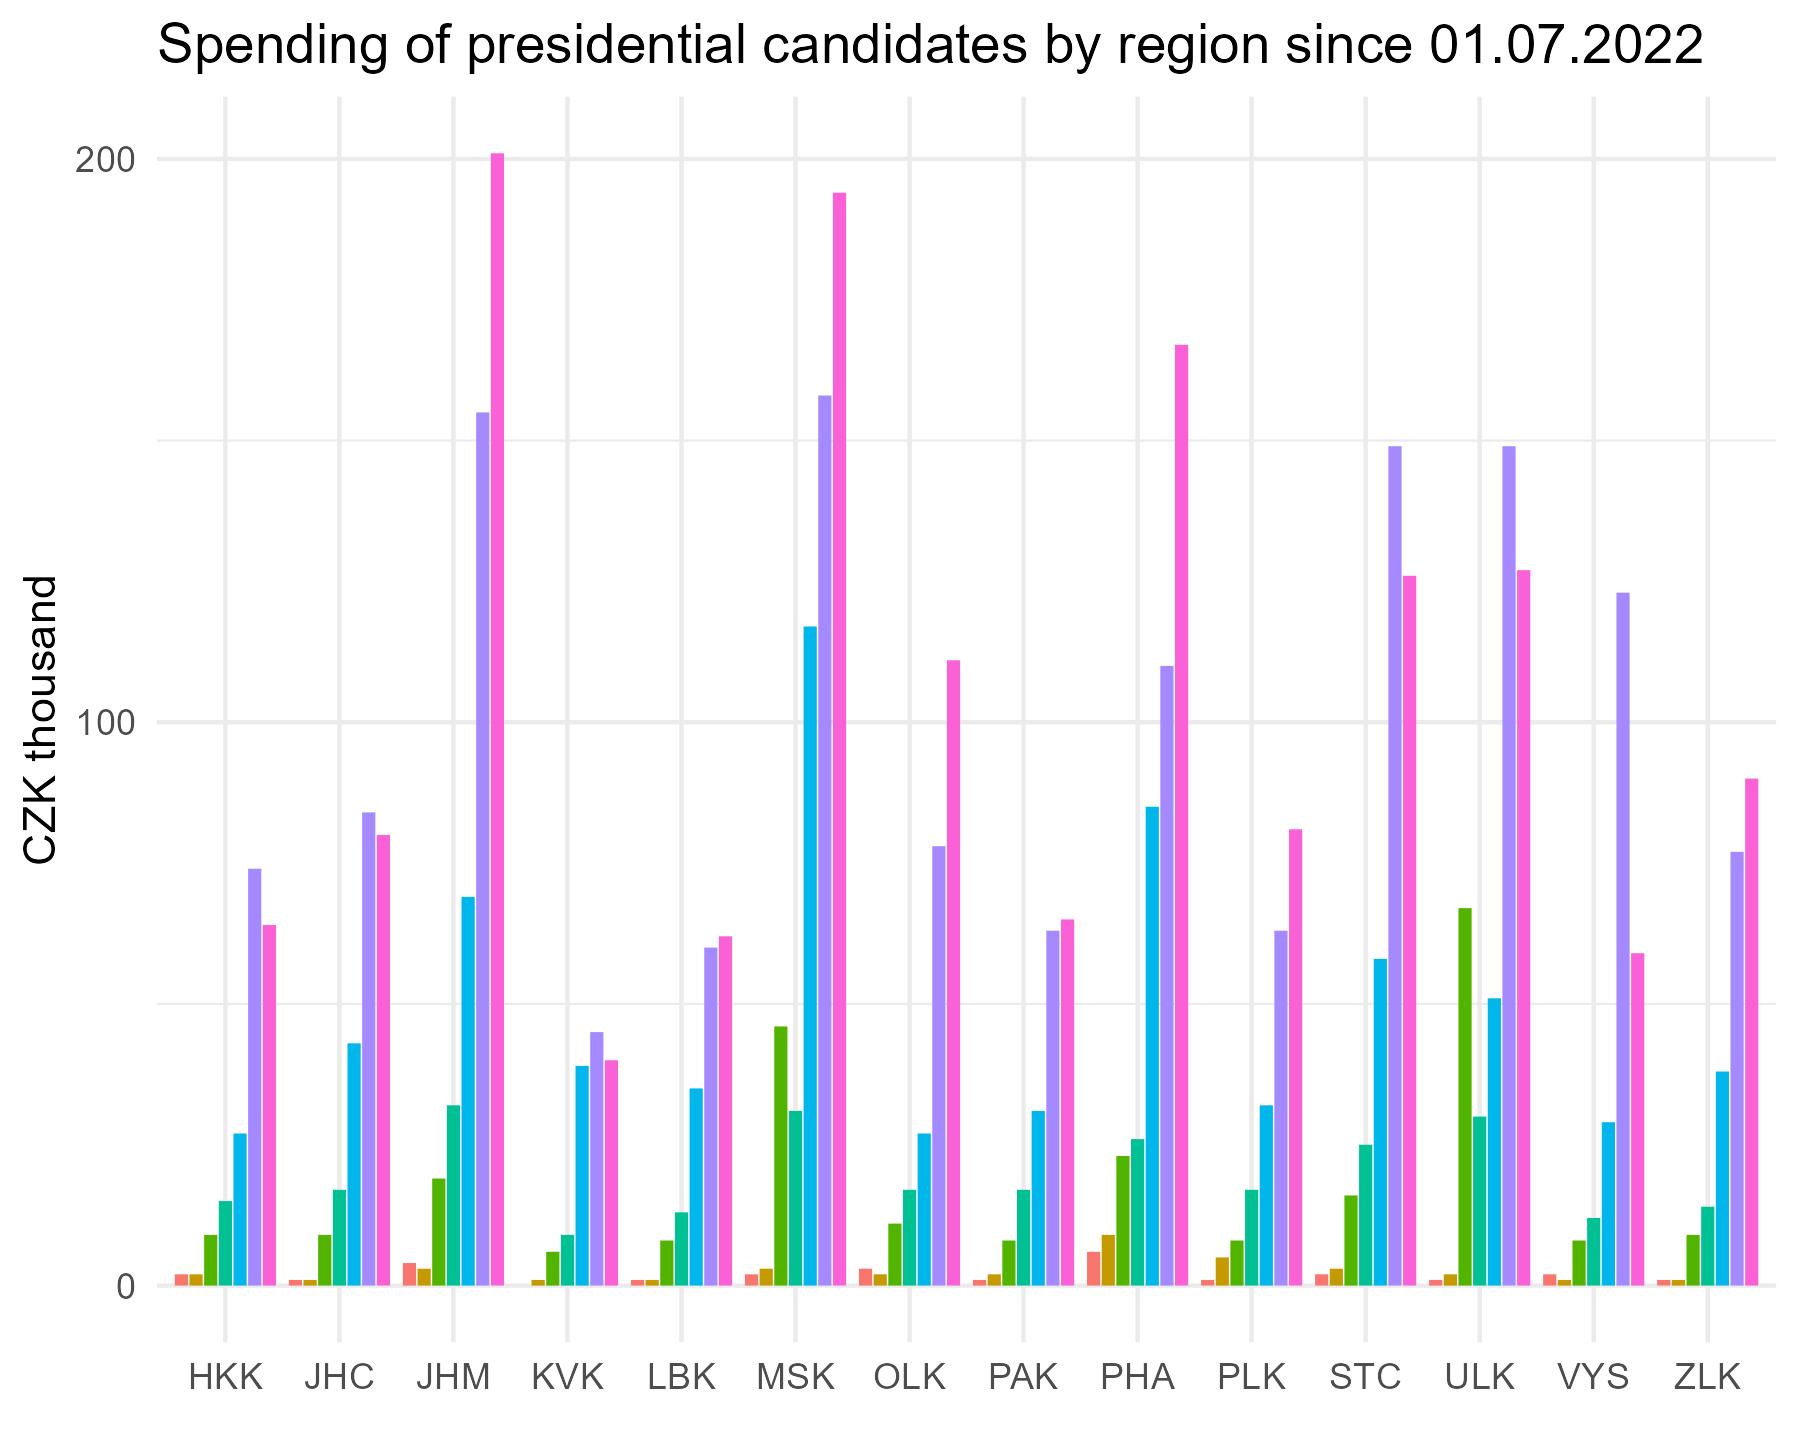 Spending of presidential candidates by region since 01.07.2022
CZK thousand
200
100
0
HKK JHC JHM KVK LBK MSK OLK PAK PHA PLK STC ULK VYS ZLK